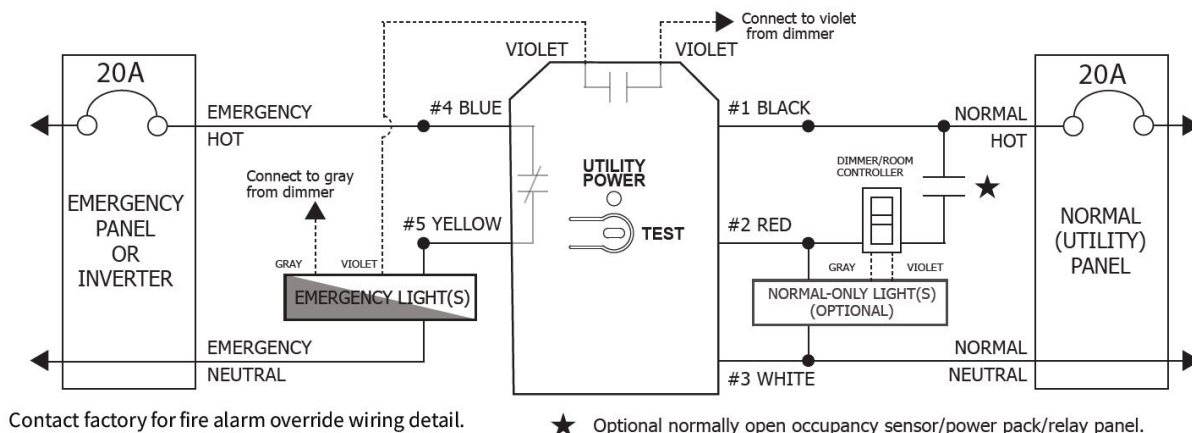 Connect to violet
from dimmer
VIOLET
VIOLET
20A
20A
EMERGENCY
HOT
#4 BLUE
#1 BLACK
NORMAL
HOT
DIMMER/ROOM
CONTROLLER
★
Connect to gray
from dimmer
UTILITY
POWER
EMERGENCY
PANEL
OR
INVERTER
#5 YELLOW
TEST
#2 RED
NORMAL
(UTILITY)
PANEL
GRAY
VIOLET
GRAY
VIOLET
EMERGENCY LIGHT(S)
NORMAL-ONLY LIGHT(S)
(OPTIONAL)
EMERGENCY
NEUTRAL
NORMAL
NEUTRAL
#3 WHITE
Contact factory for fire alarm override wiring detail.
★ Optional normally open occupancy sensor/power pack/relay panel.